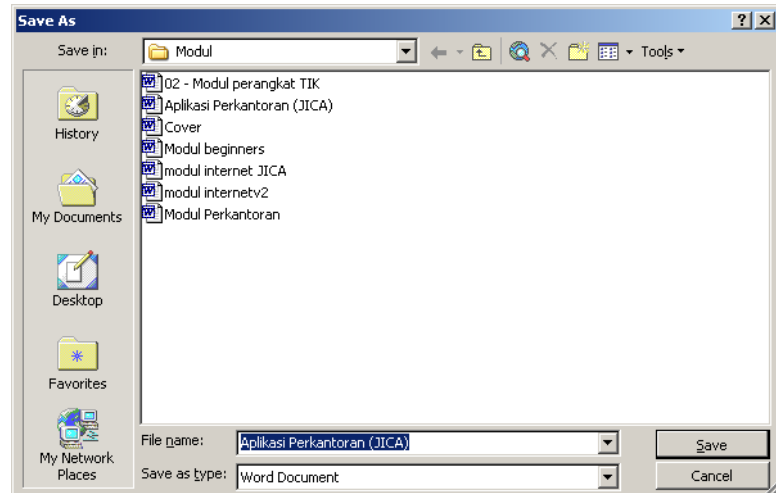 Save As
Save in:
Modul
Tools
History
My Documents
Desktop
Favorites
My Network
Places
02 - Modul perangkat TIK
Aplikasi Perkantoran (JICA)
Cover
Modul beginners
modul internet JICA
modul internetv2
Modul Perkantoran
File name:
Aplikasi Perkantoran (JICA)
Save
Save as type:
Word Document
Cancel